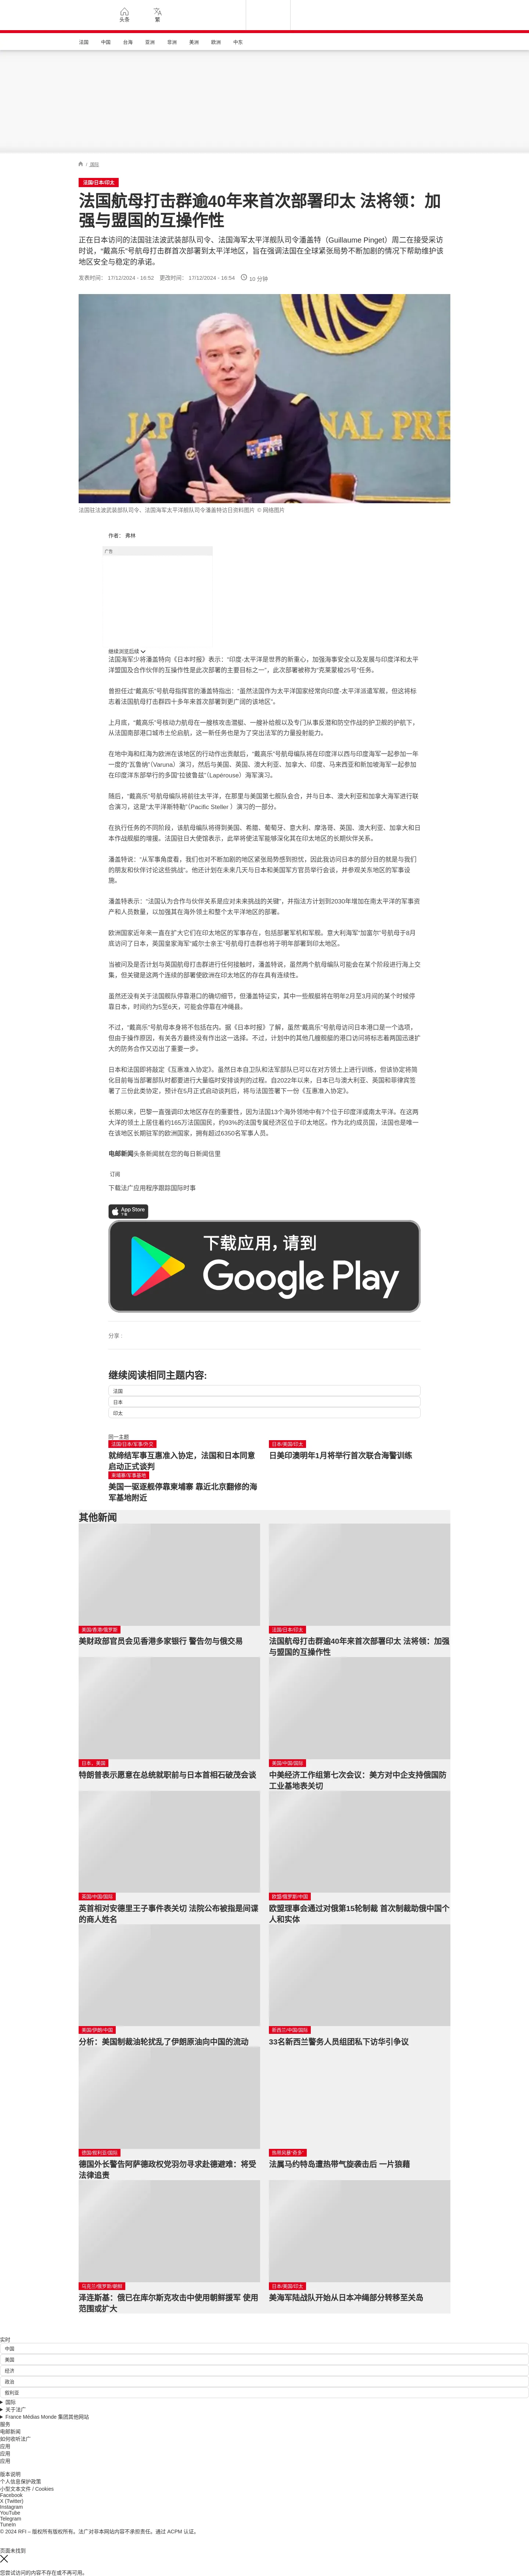 头条
繁
法国
中国
台海
亚洲
非洲
美洲
欧洲
中东
/ 国际
法国/日本/印太
法国航母打击群逾40年来首次部署印太 法将领：加
强与盟国的互操作性
正在日本访问的法国驻法波武装部队司令、法国海军太平洋舰队司令潘盖特（Guillaume Pinget）周二在接受采访
时说，“戴高乐”号航母打击群首次部署到太平洋地区，旨在强调法国在全球紧张局势不断加剧的情况下帮助维护该
地区安全与稳定的承诺。
发表时间： 17/12/2024 - 16:52 更改时间： 17/12/2024 - 16:54 10 分钟
JAP
NAL PRE
法国驻法波武装部队司令、法国海军太平洋舰队司令潘盖特访日资料图片 © 网络图片
作者： 弗林
广告
继续浏览后续
法国海军少将潘盖特向《日本时报》表示：“印度-太平洋是世界的新重心，加强海事安全以及发展与印度洋和太平
洋盟国及合作伙伴的互操作性是此次部署的主要目标之一”，此次部署被称为“克莱蒙梭25号”任务。
曾担任过“戴高乐”号航母指挥官的潘盖特指出：“虽然法国作为太平洋国家经常向印度-太平洋派遣军舰，但这将标
志着法国航母打击群四十多年来首次部署到更广阔的该地区”。
上月底，“戴高乐”号核动力航母在一艘核攻击潜艇、一艘补给舰以及专门从事反潜和防空作战的护卫舰的护航下，
从法国南部港口城市土伦启航，这一新任务也是为了突出法军的力量投射能力。
在地中海和红海为欧洲在该地区的行动作出贡献后，“戴高乐”号航母编队将在印度洋以西与印度海军一起参加一年
一度的“瓦鲁纳”（Varuna）演习，然后与美国、英国、澳大利亚、加拿大、印度、马来西亚和新加坡海军一起参加
在印度洋东部举行的多国“拉彼鲁兹”（Lapérouse）海军演习。
随后，“戴高乐”号航母编队将前往太平洋，在那里与美国第七舰队会合，并与日本、澳大利亚和加拿大海军进行联
合演习，这是“太平洋斯特勒”（Pacific Steller ）演习的一部分。
在执行任务的不同阶段，该航母编队将得到美国、希腊、葡萄牙、意大利、摩洛哥、英国、澳大利亚、加拿大和日
本作战舰艇的增援。法国驻日大使馆表示，此举将使法军能够深化其在印太地区的长期伙伴关系。
潘盖特说：“从军事角度看，我们也对不断加剧的地区紧张局势感到担忧，因此我访问日本的部分目的就是与我们
的朋友和伙伴讨论这些挑战”。他还计划在未来几天与日本和美国军方官员举行会谈，并参观关东地区的军事设
施。
潘盖特表示：“法国认为合作与伙伴关系是应对未来挑战的关键”，并指法方计划到2030年增加在南太平洋的军事资
产和人员数量，以加强其在海外领土和整个太平洋地区的部署。
欧洲国家近年来一直在扩大它们在印太地区的军事存在，包括部署军机和军舰。意大利海军“加富尔”号航母于8月
底访问了日本，英国皇家海军“威尔士亲王”号航母打击群也将于明年部署到印太地区。
当被问及是否计划与英国航母打击群进行任何接触时，潘盖特说，虽然两个航母编队可能会在某个阶段进行海上交
集，但关键是这两个连续的部署使欧洲在印太地区的存在具有连续性。
虽然还没有关于法国舰队停靠港口的确切细节，但潘盖特证实，其中一些舰艇将在明年2月至3月间的某个时候停
靠日本，时间约为5至6天，可能会停靠在冲绳县。
不过，“戴高乐”号航母本身将不包括在内。据《日本时报》了解，虽然“戴高乐”号航母访问日本港口是一个选项，
但由于操作原因，有关各方最终没有作出这一选择。不过，计划中的其他几艘舰艇的港口访问将标志着两国迅速扩
大的防务合作又迈出了重要一步。
日本和法国即将敲定《互惠准入协定》。虽然日本自卫队和法军部队已可以在对方领土上进行训练，但该协定将简
化目前每当部署部队时都要进行大量临时安排谈判的过程。自2022年以来，日本已与澳大利亚、英国和菲律宾签
署了三份此类协定，预计在5月正式启动谈判后，将与法国签署下一份《互惠准入协定》。
长期以来，巴黎一直强调印太地区存在的重要性，因为法国13个海外领地中有7个位于印度洋或南太平洋。在这两
大洋的领土上居住着约165万法国国民，约93%的法国专属经济区位于印太地区。作为北约成员国，法国也是唯一
在该地区长期驻军的欧洲国家，拥有超过6350名军事人员。
电邮新闻头条新闻就在您的每日新闻信里
订阅
下载法广应用程序跟踪国际时事
App Store
下载
下载应用，请到
Google Play
分享 :
继续阅读相同主题内容:
法国
日本
印太
同一主题
法国/日本/军事/外交
就缔结军事互惠准入协定，法国和日本同意
启动正式谈判
日本/美国/印太
日美印澳明年1月将举行首次联合海警训练
柬埔寨/军事基地
美国一驱逐舰停靠柬埔寨 靠近北京翻修的海
军基地附近
其他新闻
美国/香港/俄罗斯
美财政部官员会见香港多家银行 警告勿与俄交易
法国/日本/印太
法国航母打击群逾40年来首次部署印太 法将领：加强
与盟国的互操作性
日本，美国
特朗普表示愿意在总统就职前与日本首相石破茂会谈
美国/中国/国际
中美经济工作组第七次会议：美方对中企支持俄国防
工业基地表关切
英国/中国/国际
英首相对安德里王子事件表关切 法院公布被指是间谍
的商人姓名
欧盟/俄罗斯/中国
欧盟理事会通过对俄第15轮制裁 首次制裁助俄中国个
人和实体
美国/伊朗/中国
分析：美国制裁油轮扰乱了伊朗原油向中国的流动
新西兰/中国/国际
33名新西兰警务人员组团私下访华引争议
德国/叙利亚/国际
德国外长警告阿萨德政权党羽勿寻求赴德避难：将受
法律追责
飓维风暴“奇多”
法属马约特岛遭热带气旋袭击后 一片狼藉
乌克兰/俄罗斯/朝鲜
泽连斯基：俄已在库尔斯克攻击中使用朝鲜援军 使用
范围或扩大
日本/美国/印太
美海军陆战队开始从日本冲绳部分转移至关岛
实时
中国
美国
经济
政治
叙利亚
国际
关于法广
France Médias Monde 集团其他网站
服务
电邮新闻
如何收听法广
应用
应用
应用
版本说明
个人信息保护政策
小型文本文件 / Cookies
Facebook
X (Twitter)
Instagram
YouTube
Telegram
TuneIn
© 2024 RFI – 版权所有版权所有。法广对非本网站内容不承担责任。通过 ACPM 认证。
页面未找到
您尝试访问的内容不存在或不再可用。